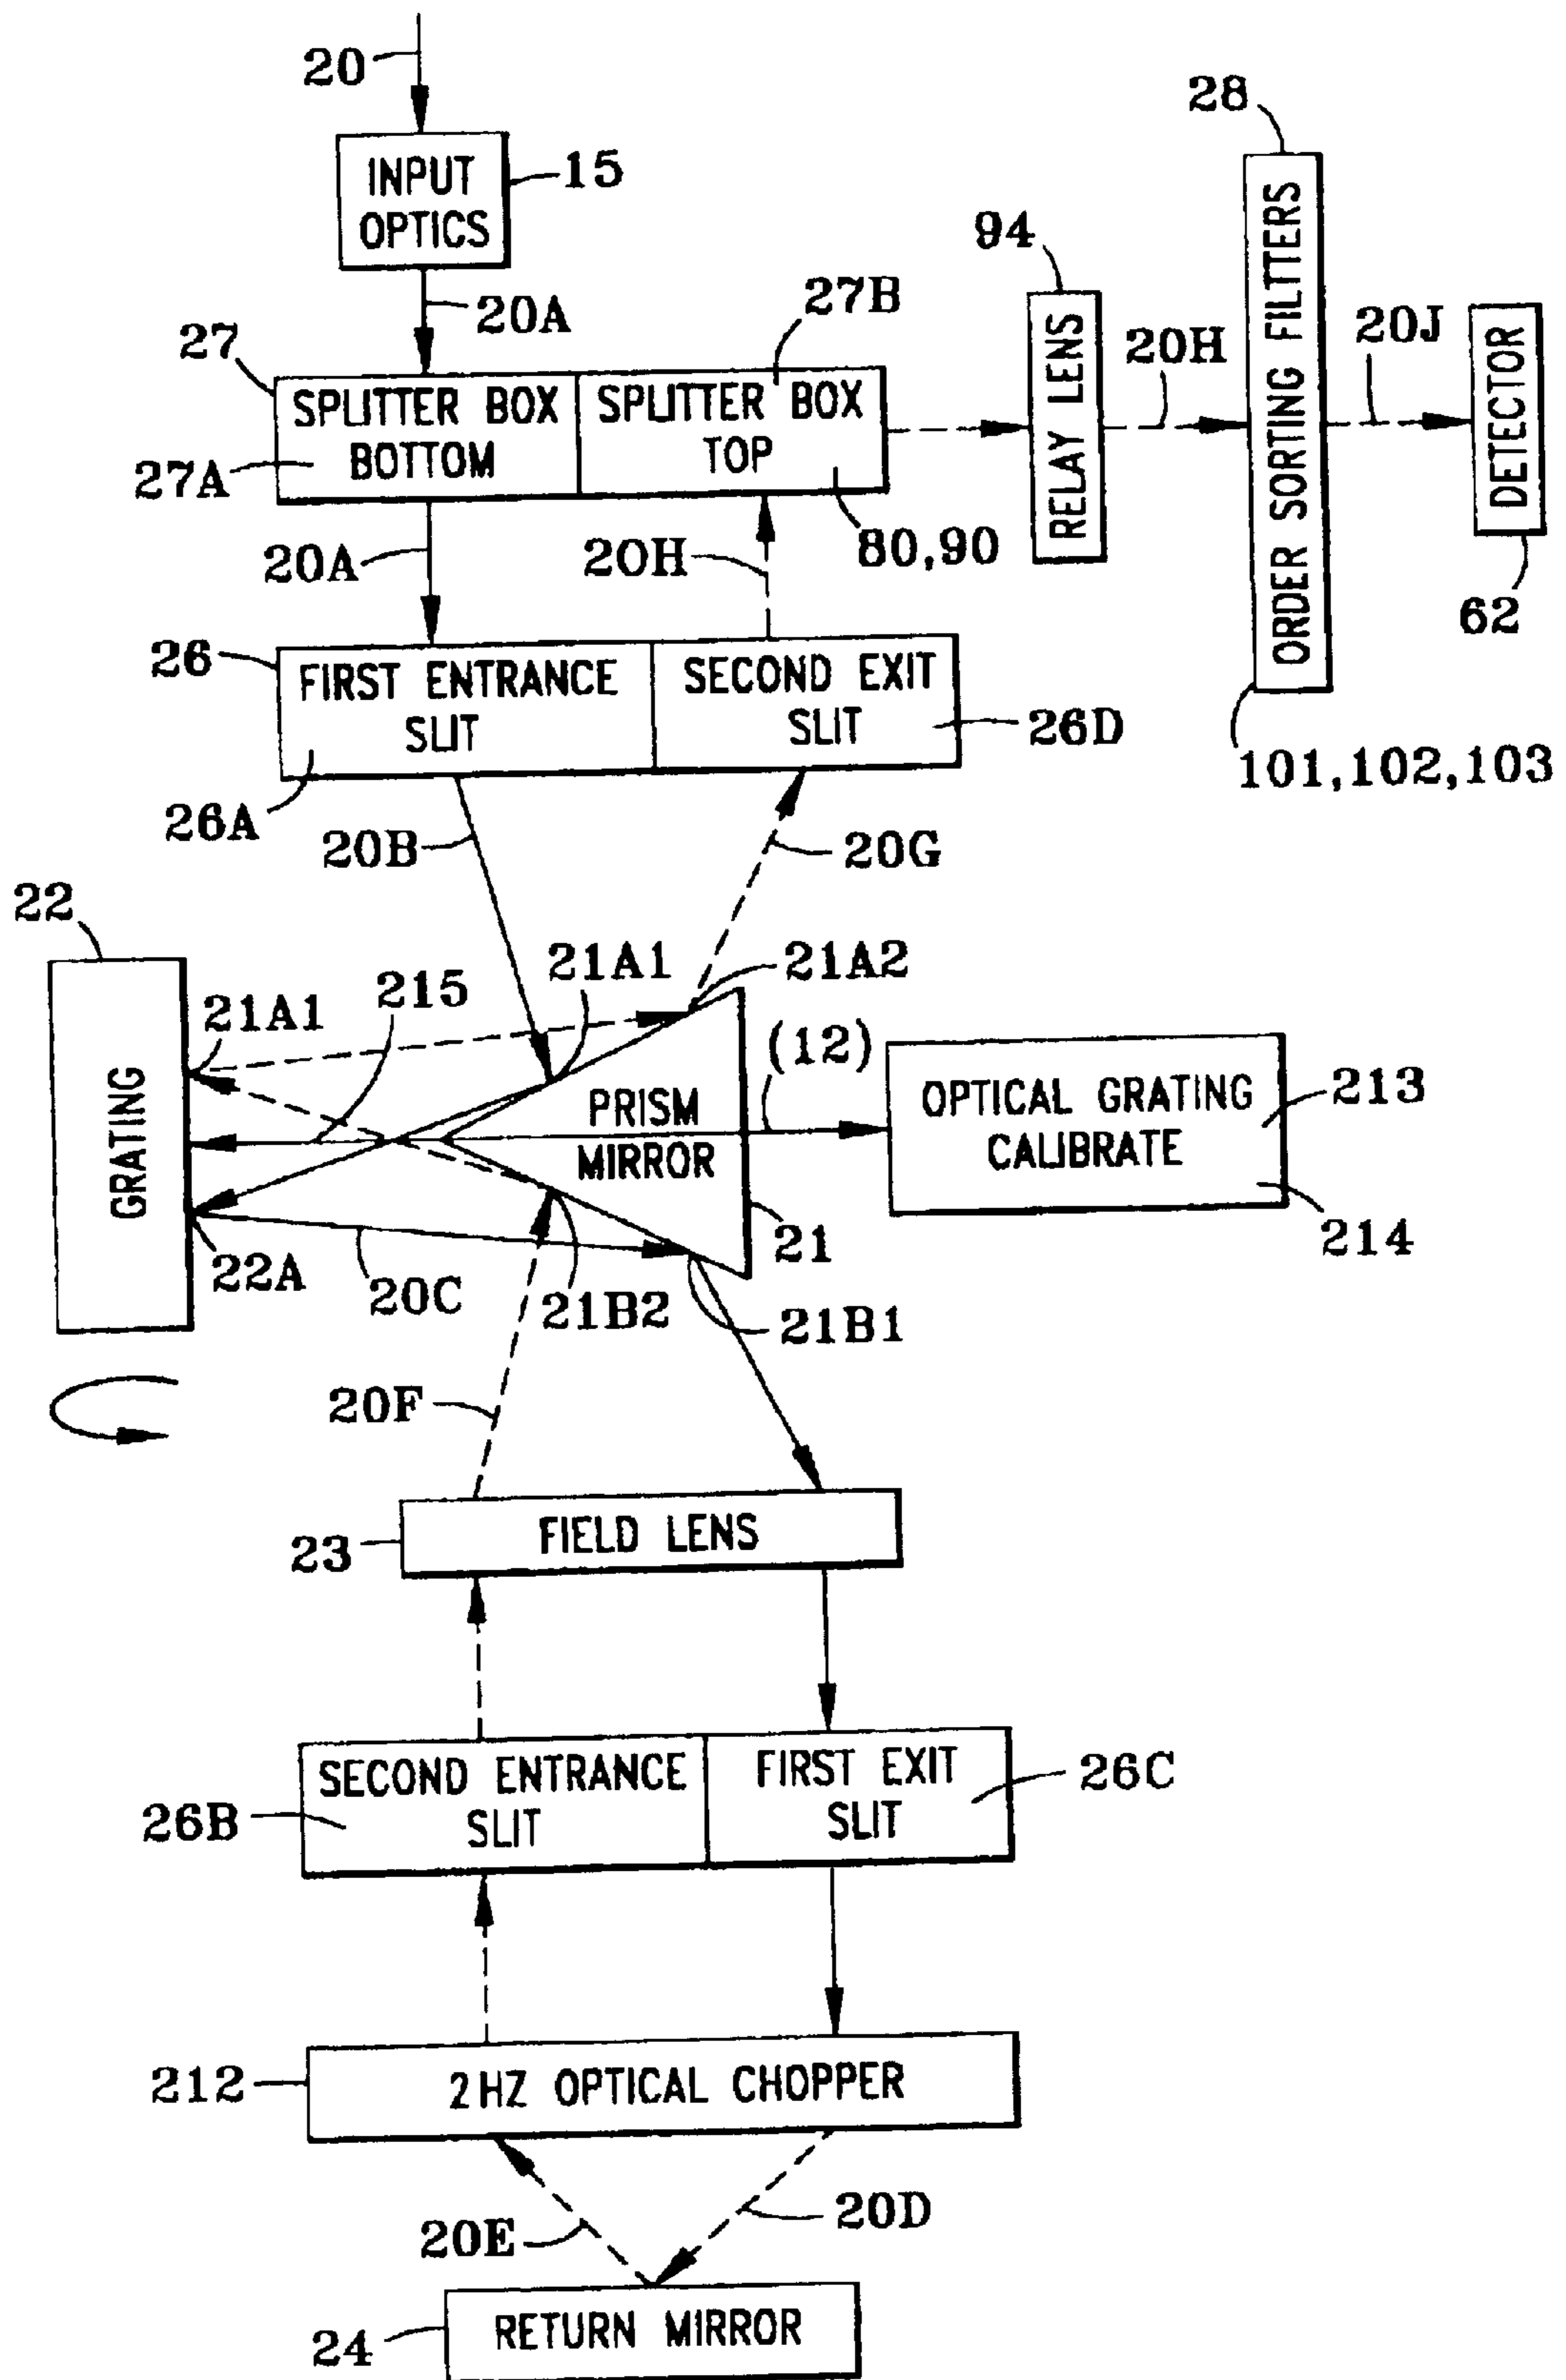 20
INPUT
OPTICS
15
28
94
20A
27B
27
SPLITTER BOX
BOTTOM
SPLITTER BOX
TOP
RELAY LENS
20H
ORDER SORTING FILTTERS
20J
DETECTOR
27A
20A
20H
80,90
62
26
FIRST ENTRANCE
SLIT
SECOND EXIT
SLIT
26D
101,102,103
26A
20B
20G
22
21A1
21A2
21A1
215
(12)
GRATING
PRISM
MIRROR
OPTICAL GRATING
CALIBRATE
213
22A
20C
21B2
21
21B1
214
20F
23
FIELD LENS
SECOND ENTRANCE
SLIT
FIRST EXIT
SLIT
26C
26B
212
2HZ OPTICAL CHOPPER
20E
20D
24
RETURN MIRROR